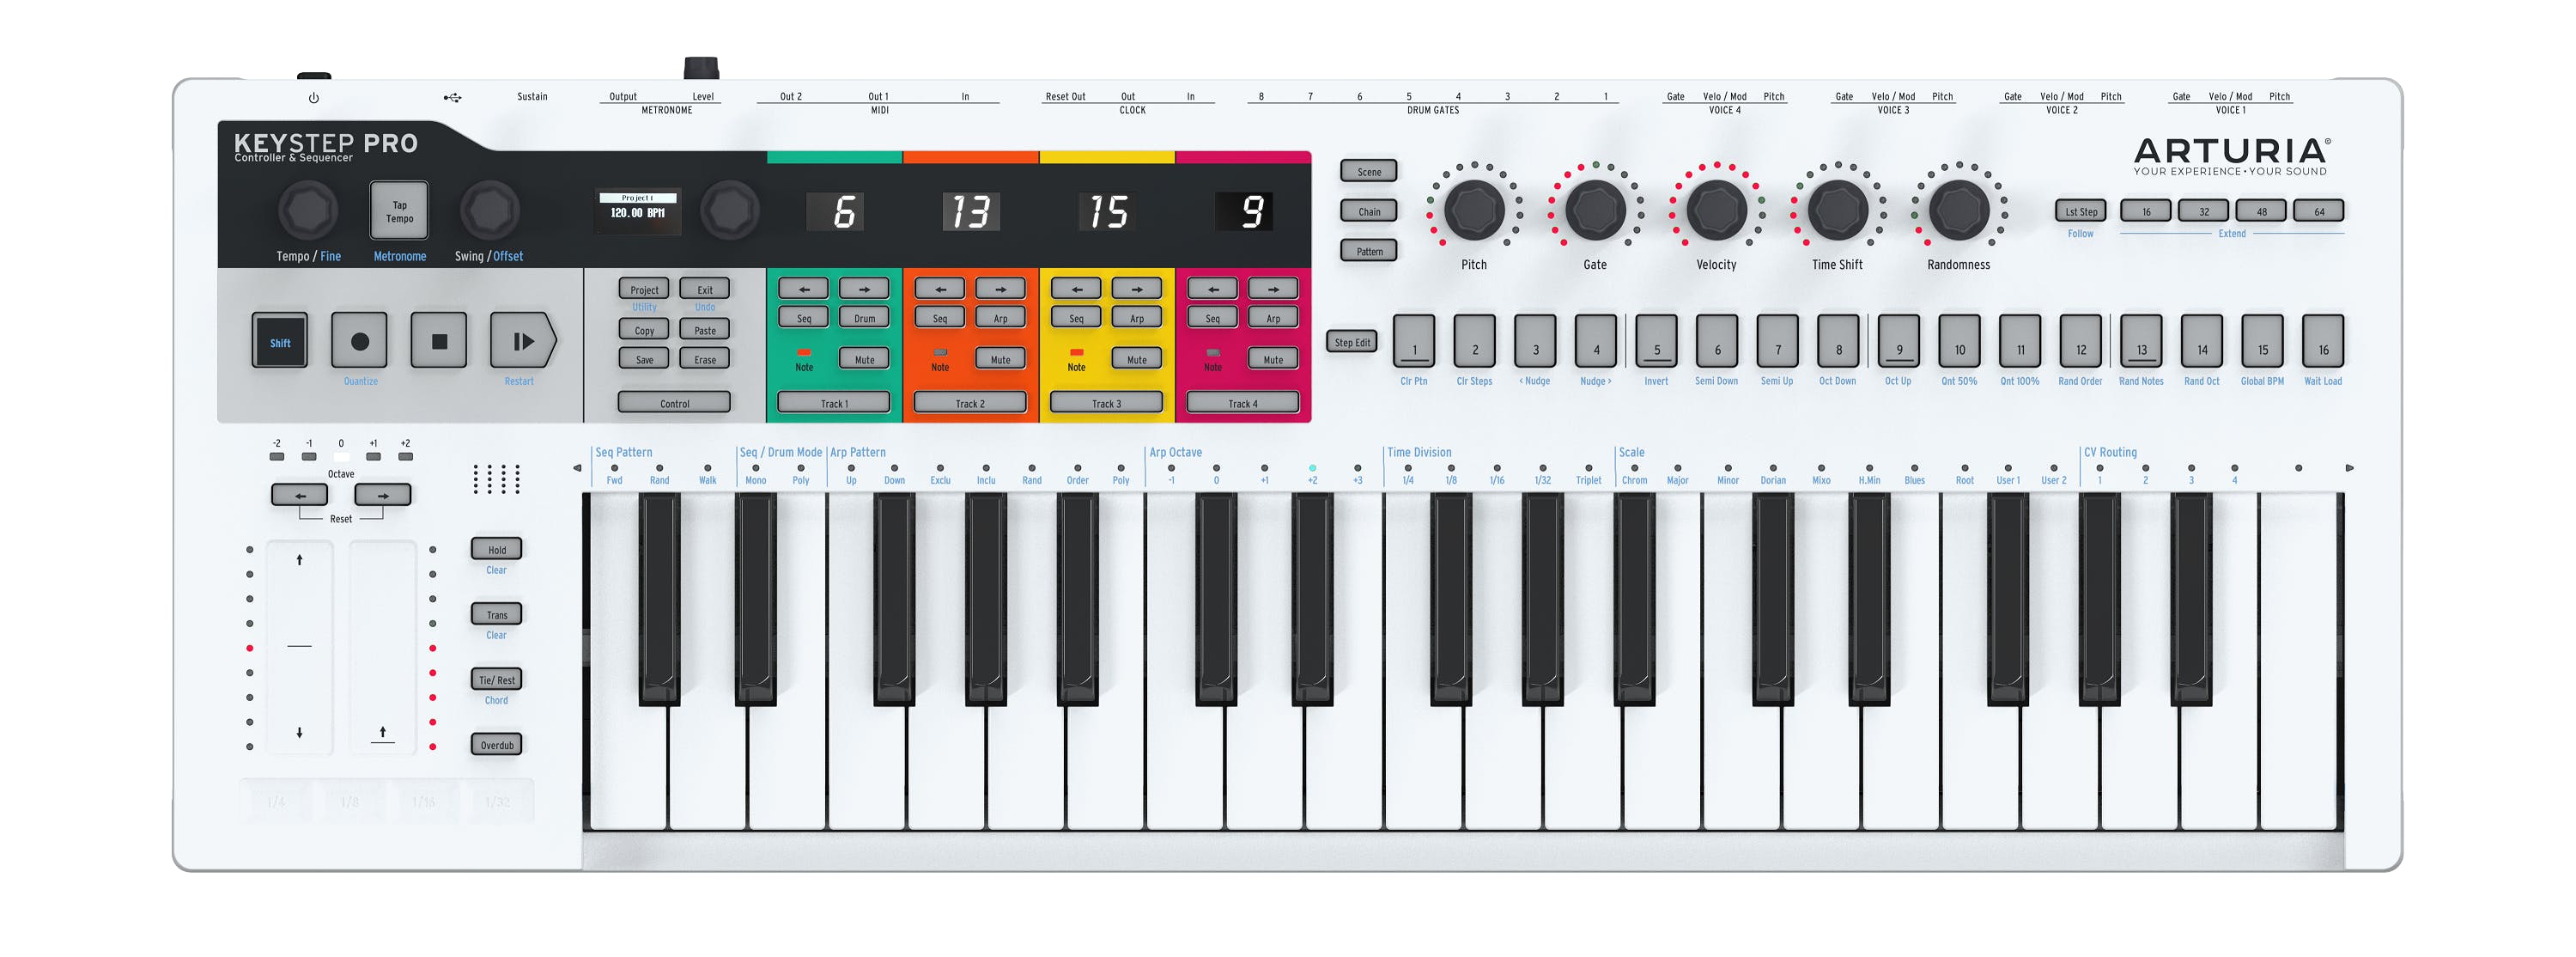 Sustain
Output Level
METRONOME
Out 2 Out 1 In
MIDI
Reset Out Out In
CLOCK
8 7 6 5 4 3 2 1
DRUM GATES
Gate Velo / Mod Pitch
VOICE 4
Gate Velo / Mod Pitch
VOICE 3
Gate Velo / Mod Pitch
VOICE 2
Gate Velo / Mod Pitch
VOICE 1
KEYSTEP PRO
Controller & Sequencer
ARTURIA®
YOUR EXPERIENCE • YOUR SOUND
Tap
Tempo
Tempo / Fine
Metronome
Swing / Offset
Project 1
120.00 BPM
6
13
15
9
Scene
Chain
Pattern
Pitch
Gate
Velocity
Time Shift
Randomness
Lst Step
Follow
16 32 48 64
Extend
Shift
Quantize
Restart
Project Exit
Utility Undo
Copy Paste
Save Erase
Control
← →
Seq Drum
Note Mute
Track 1
← →
Seq Arp
Note Mute
Track 2
← →
Seq Arp
Note Mute
Track 3
← →
Seq Arp
Note Mute
Track 4
Step Edit
1 2 3 4 5 6 7 8 9 10 11 12 13 14 15 16
Clr Ptn Clr Steps < Nudge Nudge > Invert Semi Down Semi Up Oct Down Oct Up Qnt 50% Qnt 100% Rand Order Rand Notes Rand Oct Global BPM Wait Load
-2 -1 0 +1 +2
Octave
← →
Reset
Seq Pattern
Fwd Rand Walk
Seq / Drum Mode
Mono Poly
Arp Pattern
Up Down Exclu Inclu Rand Order Poly
Arp Octave
-1 0 +1 +2 +3
Time Division
1/4 1/8 1/16 1/32 Triplet
Scale
Chrom Major Minor Dorian Mixo H.Min Blues Root User 1 User 2
CV Routing
1 2 3 4
Hold
Clear
Trans
Clear
Tie/ Rest
Chord
Overdub
1/4 1/8 1/16 1/32